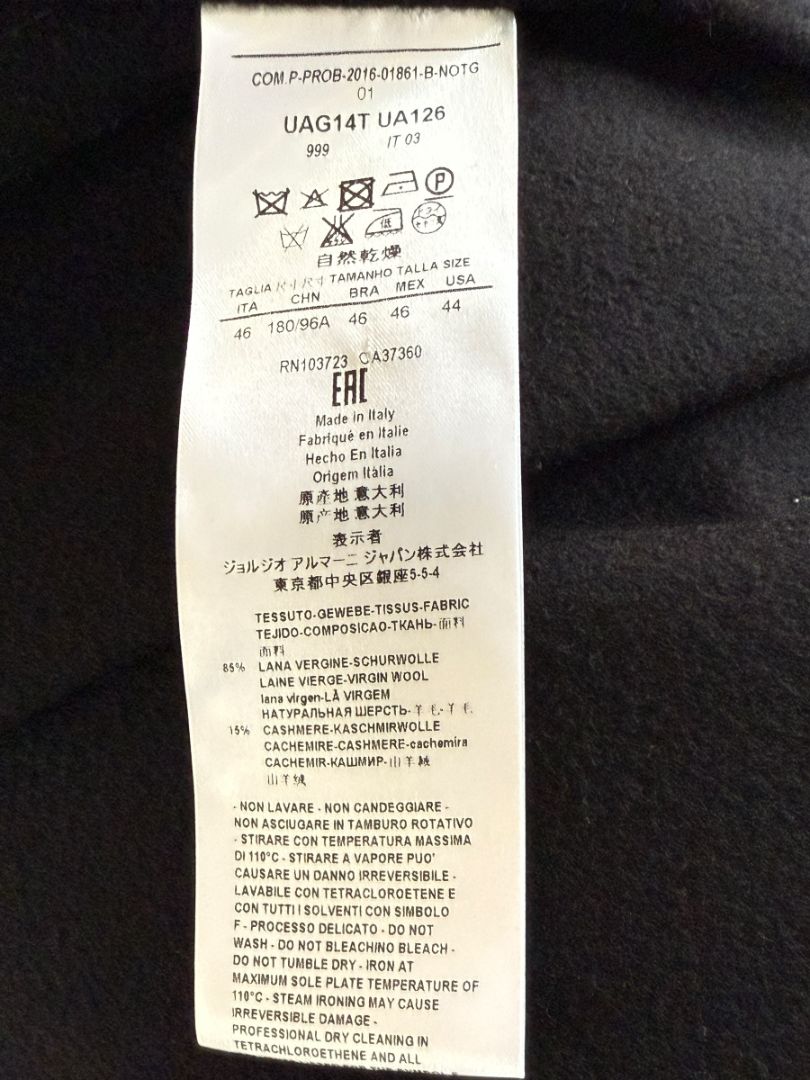 COM.P-PROB-2016-01861-B-NOTG
01
UAG14T UA126
999 IT 03
P
低
自然乾燥
TAGLIA 尺寸 尺寸 TAMANHO TALLA SIZE
ITA CHN BRA MEX USA
46 180/96A 46 46 44
RN103723 CA37360
EAC
Made in Italy
Fabriqué en Italie
Hecho En Italia
Origem Itália
原產地 意大利
原产地 意大利
表示者
ジョルジオ アルマーニ ジャパン株式会社
東京都中央区銀座5-5-4
TESSUTO-GEWEBE-TISSUS-FABRIC
TEJIDO-COMPOSICAO-ТКАНЬ-面料
面料
85% LANA VERGINE-SCHURWOLLE
LAINE VIERGE-VIRGIN WOOL
lana virgen-LÃ VIRGEM
НАТУРАЛЬНАЯ ШЕРСТЬ-羊毛-羊毛
15% CASHMERE-KASCHMIRWOLLE
CACHEMIRE-CASHMERE-cachemira
CACHEMIR-КАШМИР-山羊絨
山羊绒
- NON LAVARE - NON CANDEGGIARE -
NON ASCIUGARE IN TAMBURO ROTATIVO
- STIRARE CON TEMPERATURA MASSIMA
DI 110°C - STIRARE A VAPORE PUO'
CAUSARE UN DANNO IRREVERSIBILE -
LAVABILE CON TETRACLOROETENE E
CON TUTTI I SOLVENTI CON SIMBOLO
F - PROCESSO DELICATO - DO NOT
WASH - DO NOT BLEACHINO BLEACH -
DO NOT TUMBLE DRY - IRON AT
MAXIMUM SOLE PLATE TEMPERATURE OF
110°C - STEAM IRONING MAY CAUSE
IRREVERSIBLE DAMAGE -
PROFESSIONAL DRY CLEANING IN
TETRACHLOROETHENE AND ALL